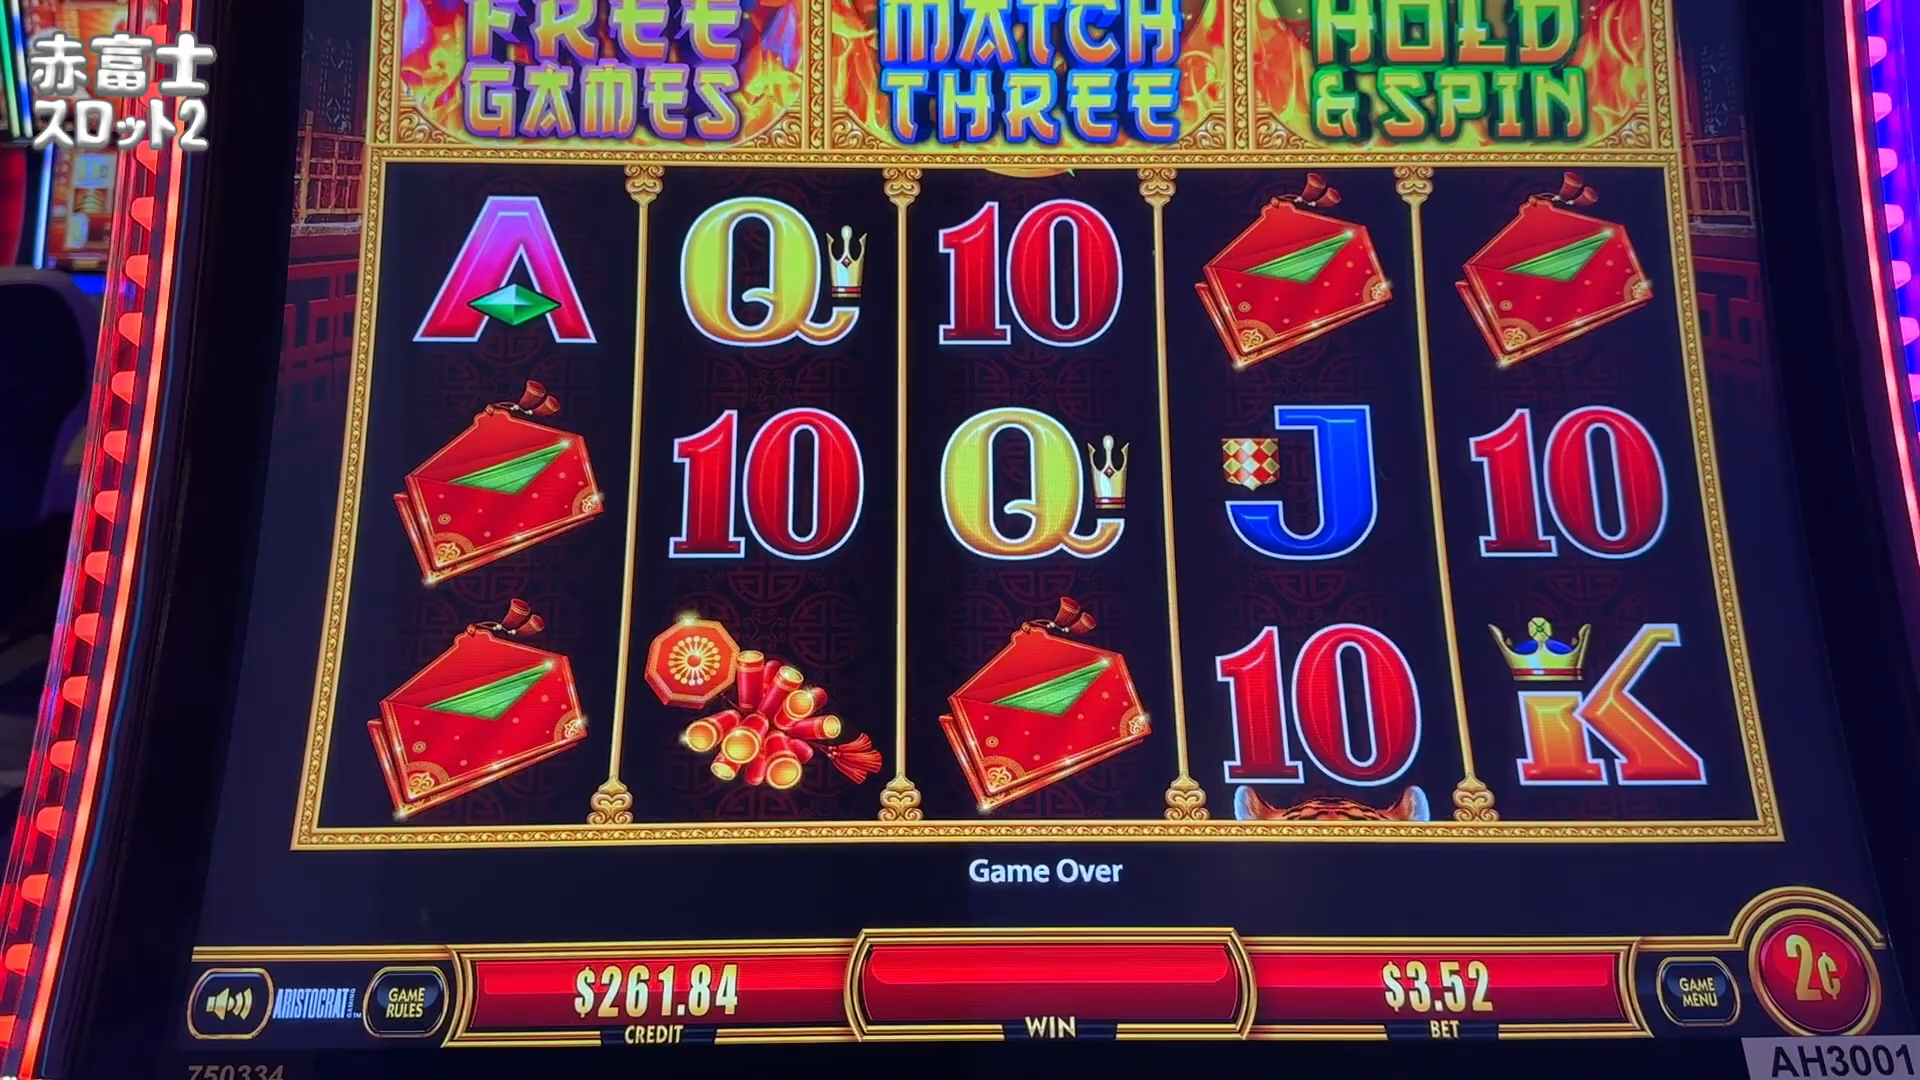 赤富士
スロット2
FREE
GAMES
MATCH
THREE
HOLD
& SPIN
A Q 10
10 Q J 10
10 K
Game Over
ARISTOCRAT
GAME
RULES
$261.84
CREDIT
WIN
$3.52
BET
GAME
MENU
2¢
750334
AH3001